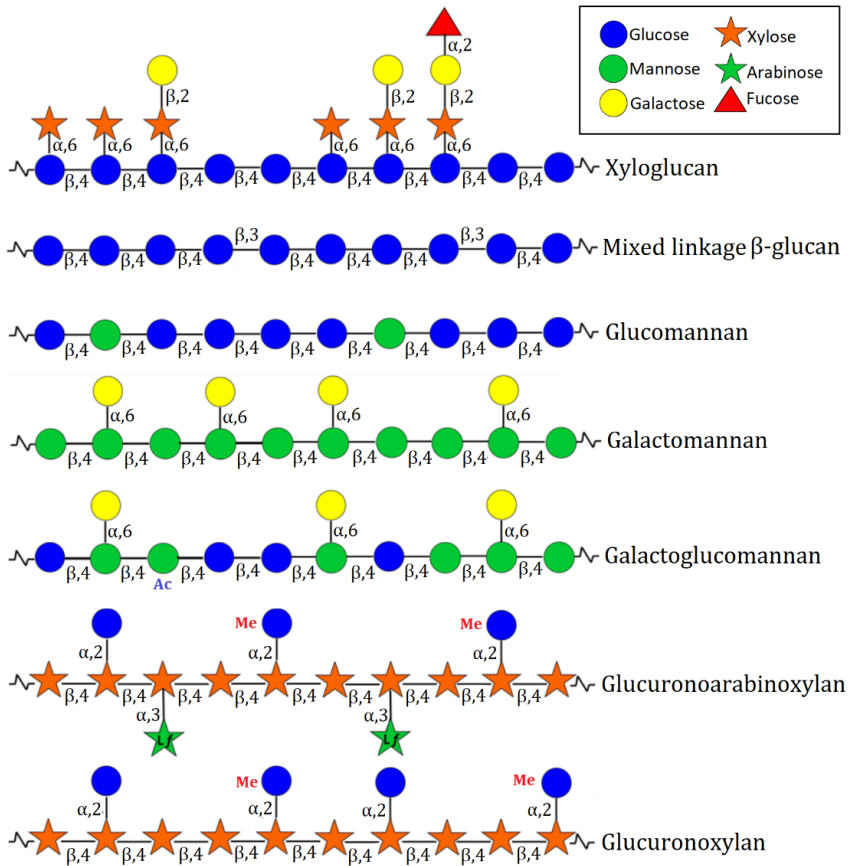 Glucose Xylose
Mannose Arabinose
Galactose Fucose
α,2
β,2 β,2 β,2
α,6 α,6 α,6 α,6 α,6 α,6
Xyloglucan
β,4 β,4 β,4 β,4 β,4 β,4 β,4 β,4 β,4
β,3 β,3
Mixed linkage β-glucan
β,4 β,4 β,4 β,4 β,4 β,4 β,4
Glucomannan
β,4 β,4 β,4 β,4 β,4 β,4 β,4 β,4 β,4
α,6 α,6 α,6 α,6
Galactomannan
β,4 β,4 β,4 β,4 β,4 β,4 β,4 β,4 β,4
α,6 α,6 α,6
Galactoglucomannan
β,4 β,4 β,4 β,4 β,4 β,4 β,4 β,4 β,4
Ac
Me Me
α,2 α,2 α,2
Glucuronoarabinoxylan
β,4 β,4 β,4 β,4 β,4 β,4 β,4 β,4 β,4
α,3 α,3
Lf Lf
Me Me
α,2 α,2 α,2 α,2
Glucuronoxylan
β,4 β,4 β,4 β,4 β,4 β,4 β,4 β,4 β,4